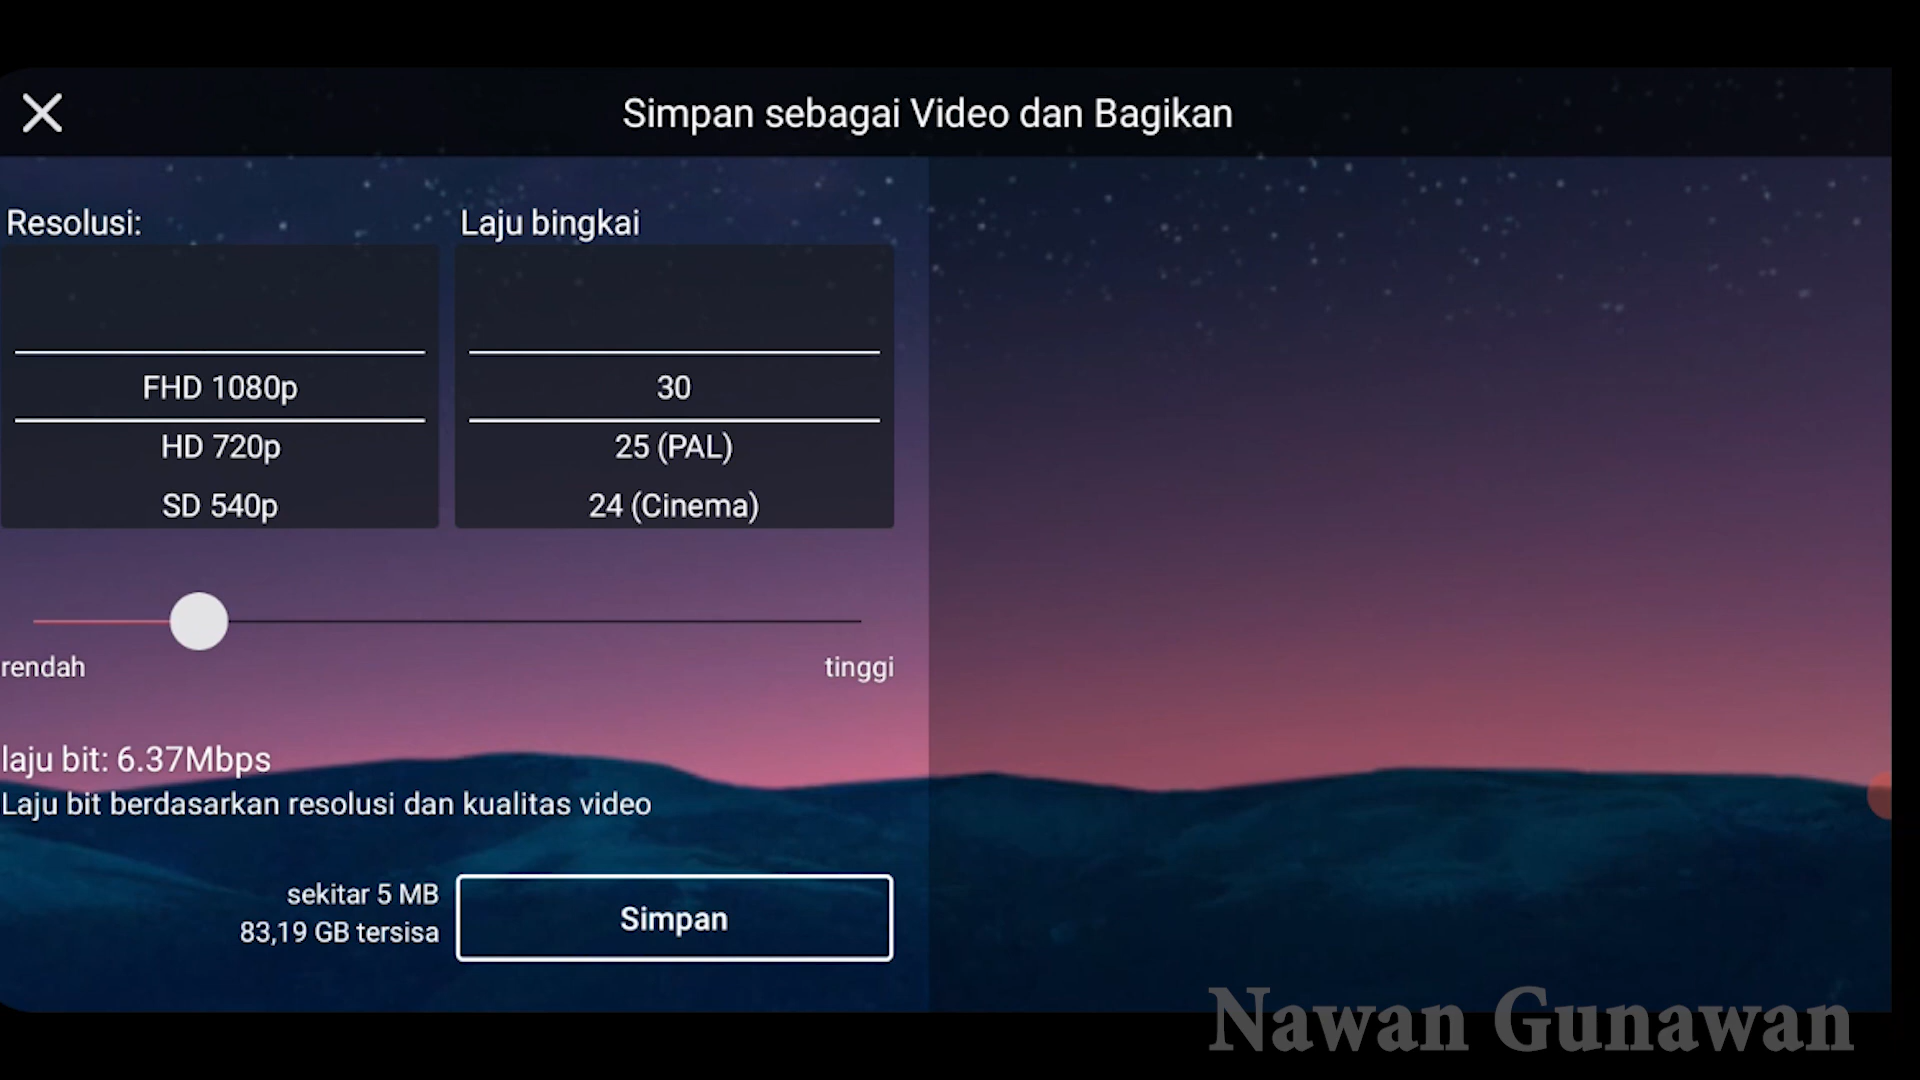 Simpan sebagai Video dan Bagikan
Resolusi:
FHD 1080p
HD 720p
SD 540p
Laju bingkai
30
25 (PAL)
24 (Cinema)
rendah
tinggi
laju bit: 6.37Mbps
Laju bit berdasarkan resolusi dan kualitas video
sekitar 5 MB
83,19 GB tersisa
Simpan
Nawan Gunawan